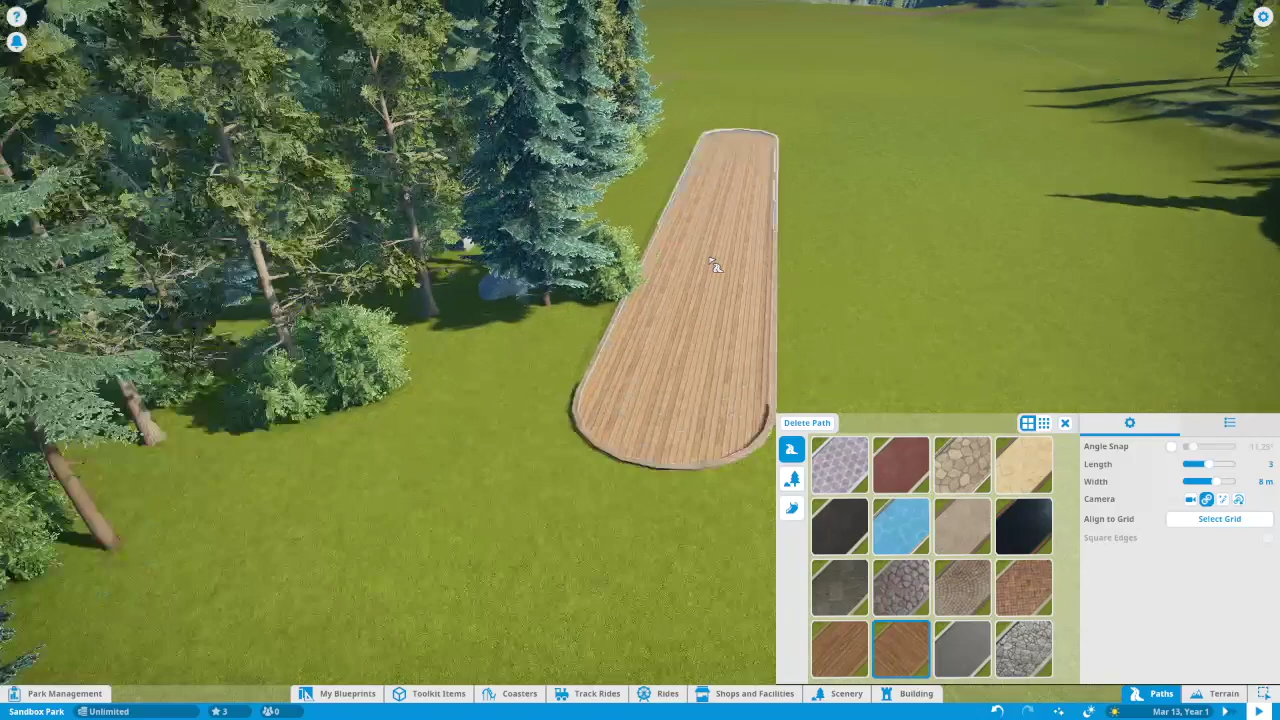 ?
Delete Path
Angle Snap 11.25°
Length 3
Width 8 m
Camera
Align to Grid Select Grid
Square Edges
Park Management My Blueprints Toolkit Items Coasters Track Rides Rides Shops and Facilities Scenery Building Paths Terrain
Sandbox Park Unlimited 3 0 Mar 13, Year 1